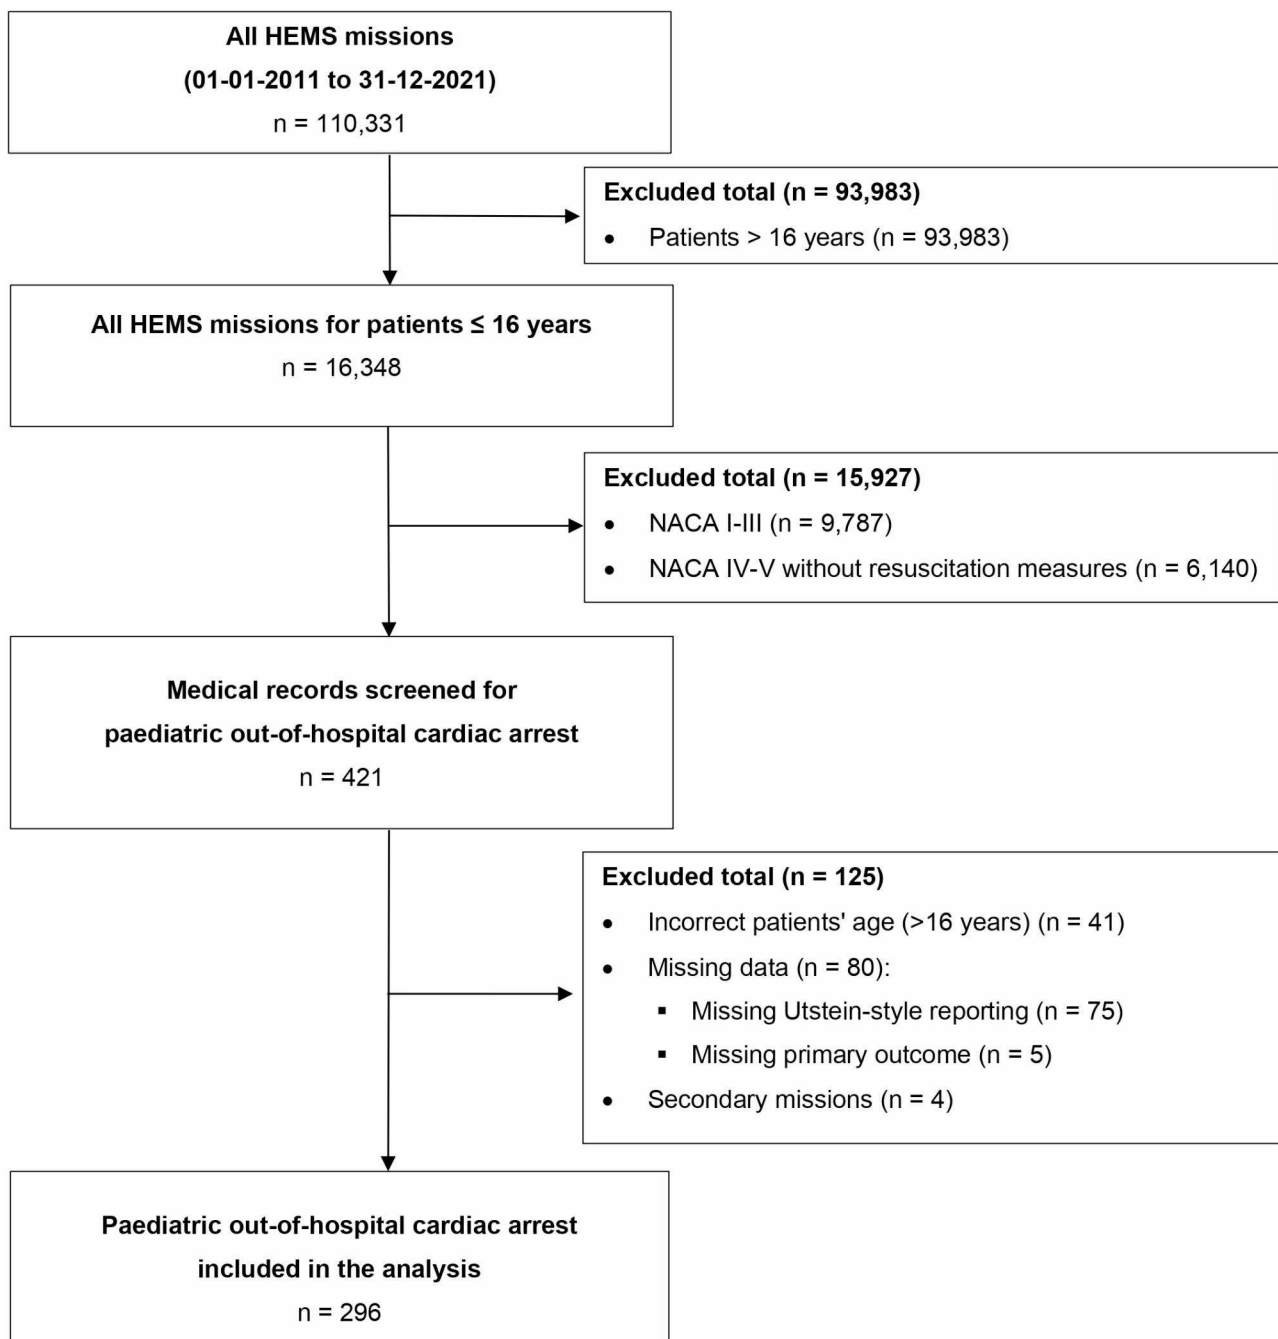 All HEMS missions
(01-01-2011 to 31-12-2021)
n = 110,331
Excluded total (n = 93,983)
• Patients > 16 years (n = 93,983)
All HEMS missions for patients ≤ 16 years
n = 16,348
Excluded total (n = 15,927)
• NACA I-III (n = 9,787)
• NACA IV-V without resuscitation measures (n = 6,140)
Medical records screened for
paediatric out-of-hospital cardiac arrest
n = 421
Excluded total (n = 125)
• Incorrect patients' age (>16 years) (n = 41)
• Missing data (n = 80):
▪ Missing Utstein-style reporting (n = 75)
▪ Missing primary outcome (n = 5)
• Secondary missions (n = 4)
Paediatric out-of-hospital cardiac arrest
included in the analysis
n = 296